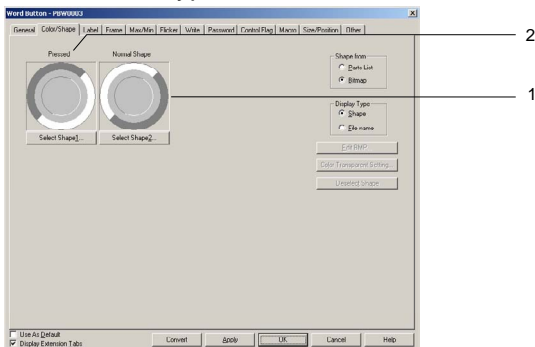 Word Button - PBW0003
General Color/Shape Label Frame Max/Min Flicker Write Password Control Flag Macro Size/Position Other
2
Pressed Normal Shape Shape from
Parts List
Bitmap
1
Display Type
Shape
File name
Select Shape1... Select Shape2...
Edit BMP
Color Transparent Setting...
Deselect Shape
Use As Default
Display Extension Tabs
Convert Apply OK Cancel Help